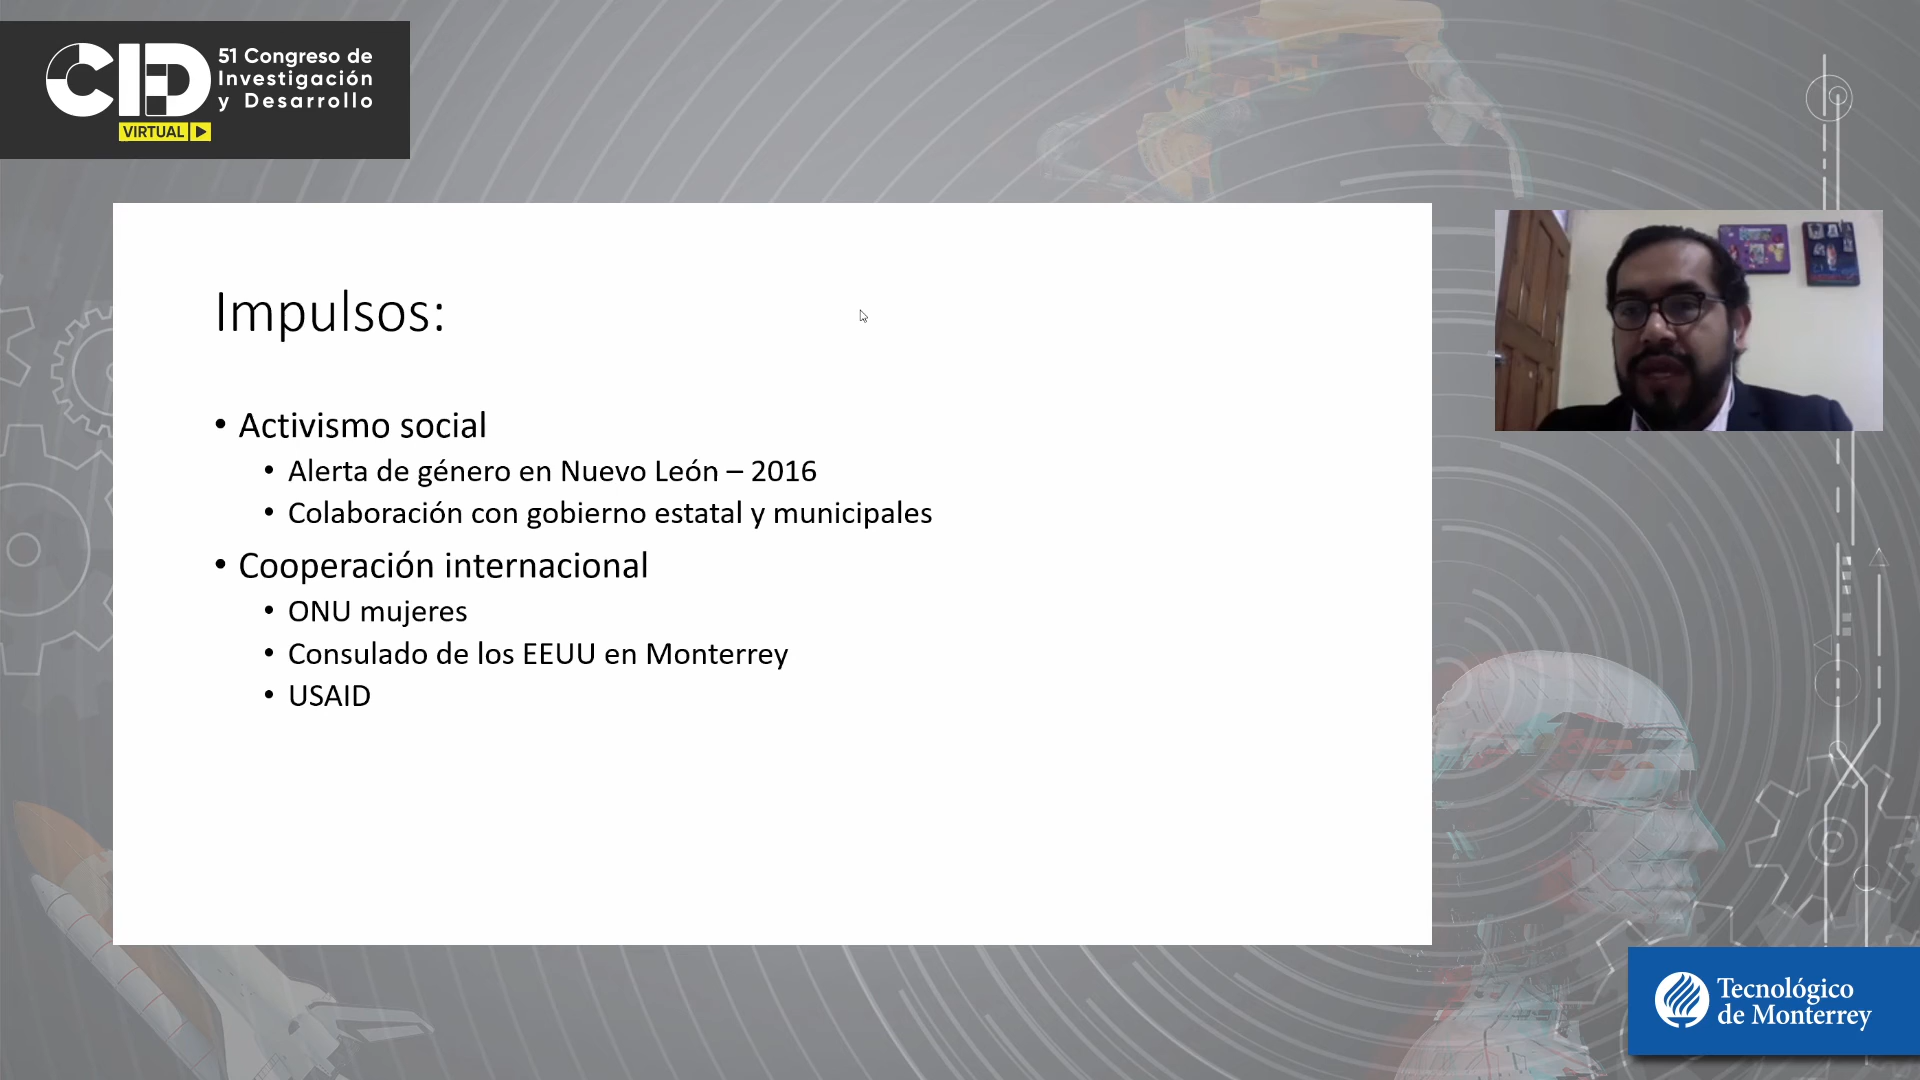 CID
51 Congreso de
Investigación
y Desarrollo
VIRTUAL
Impulsos:
• Activismo social
• Alerta de género en Nuevo León – 2016
• Colaboración con gobierno estatal y municipales
• Cooperación internacional
• ONU mujeres
• Consulado de los EEUU en Monterrey
• USAID
Tecnológico
de Monterrey